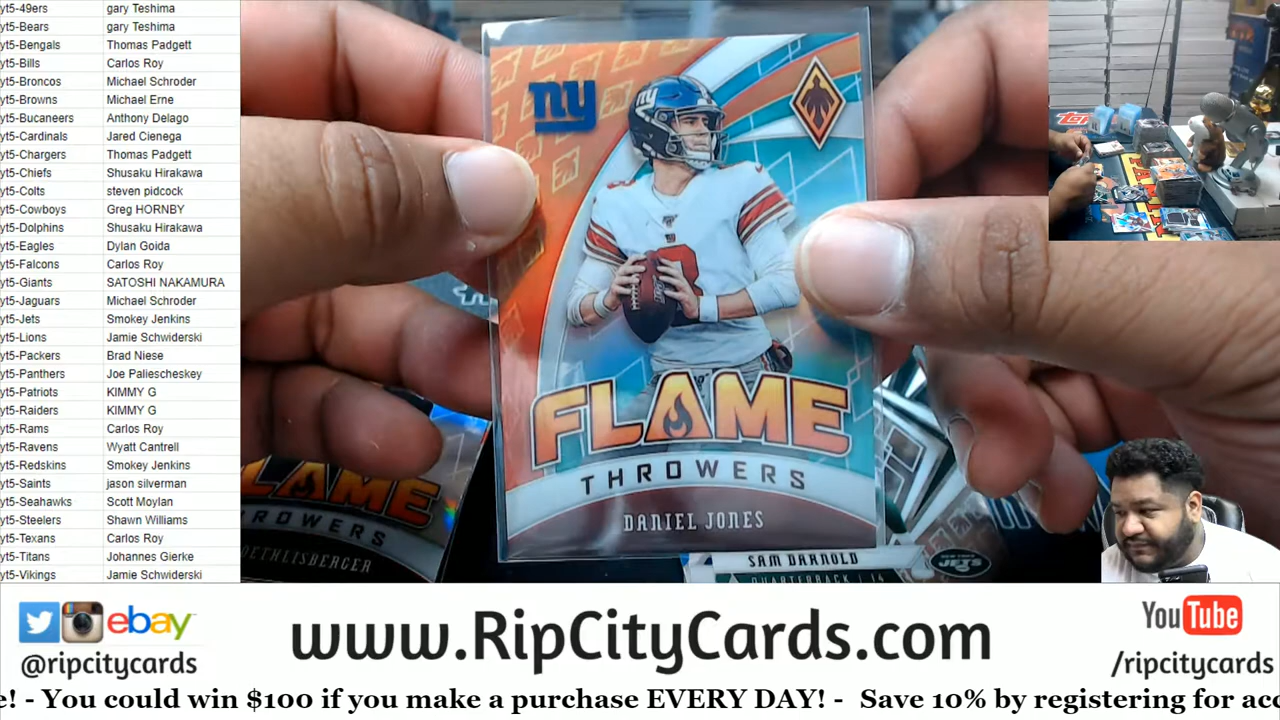 yt5-49ers gary Teshima
yt5-Bears gary Teshima
yt5-Bengals Thomas Padgett
yt5-Bills Carlos Roy
yt5-Broncos Michael Schroder
yt5-Browns Michael Erne
yt5-Bucaneers Anthony Delago
yt5-Cardinals Jared Cienega
yt5-Chargers Thomas Padgett
yt5-Chiefs Shusaku Hirakawa
yt5-Colts steven pidcock
yt5-Cowboys Greg HORNBY
yt5-Dolphins Shusaku Hirakawa
yt5-Eagles Dylan Goida
yt5-Falcons Carlos Roy
yt5-Giants SATOSHI NAKAMURA
yt5-Jaguars Michael Schroder
yt5-Jets Smokey Jenkins
yt5-Lions Jamie Schwiderski
yt5-Packers Brad Niese
yt5-Panthers Joe Paliescheskey
yt5-Patriots KIMMY G
yt5-Raiders KIMMY G
yt5-Rams Carlos Roy
yt5-Ravens Wyatt Cantrell
yt5-Redskins Smokey Jenkins
yt5-Saints jason silverman
yt5-Seahawks Scott Moylan
yt5-Steelers Shawn Williams
yt5-Texans Carlos Roy
yt5-Titans Johannes Gierke
yt5-Vikings Jamie Schwiderski
ny
FLAME
THROWERS
DANIEL JONES
FLAME
ROWERS
OETHLISBERGER
SAM DARNOLD
QUARTERBACK | 14
JETS
Topps
ebay
@ripcitycards
www.RipCityCards.com
YouTube
/ripcitycards
e! - You could win $100 if you make a purchase EVERY DAY! - Save 10% by registering for acc